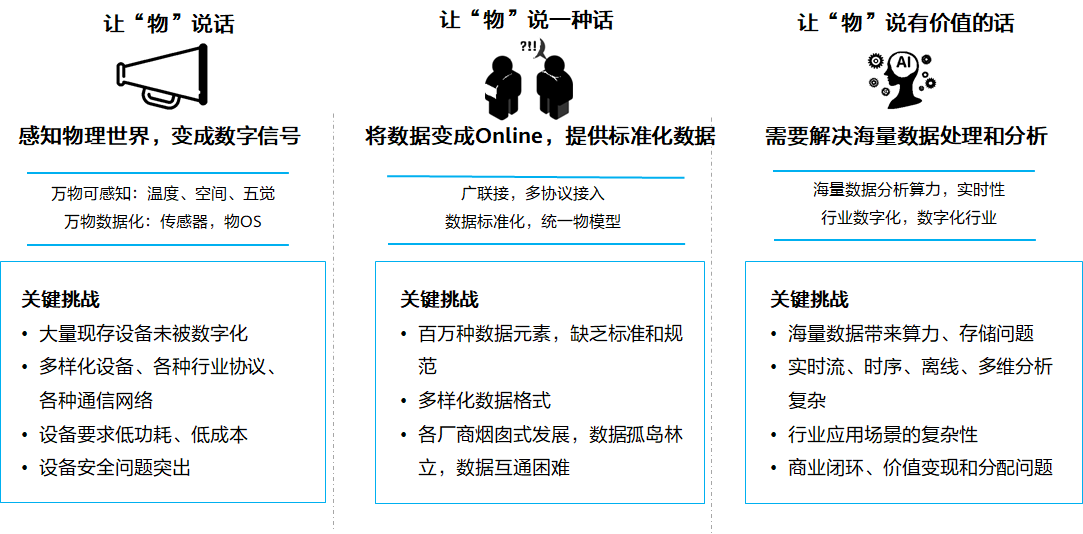 让“物”说话
感知物理世界，变成数字信号
万物可感知：温度、空间、五觉
万物数据化：传感器，物OS
关键挑战
• 大量现存设备未被数字化
• 多样化设备、各种行业协议、
各种通信网络
• 设备要求低功耗、低成本
• 设备安全问题突出
让“物”说一种话
?!!
将数据变成Online，提供标准化数据
广联接，多协议接入
数据标准化，统一物模型
关键挑战
• 百万种数据元素，缺乏标准和规
范
• 多样化数据格式
• 各厂商烟囱式发展，数据孤岛林
立，数据互通困难
让“物”说有价值的话
AI
需要解决海量数据处理和分析
海量数据分析算力，实时性
行业数字化，数字化行业
关键挑战
• 海量数据带来算力、存储问题
• 实时流、时序、离线、多维分析
复杂
• 行业应用场景的复杂性
• 商业闭环、价值变现和分配问题